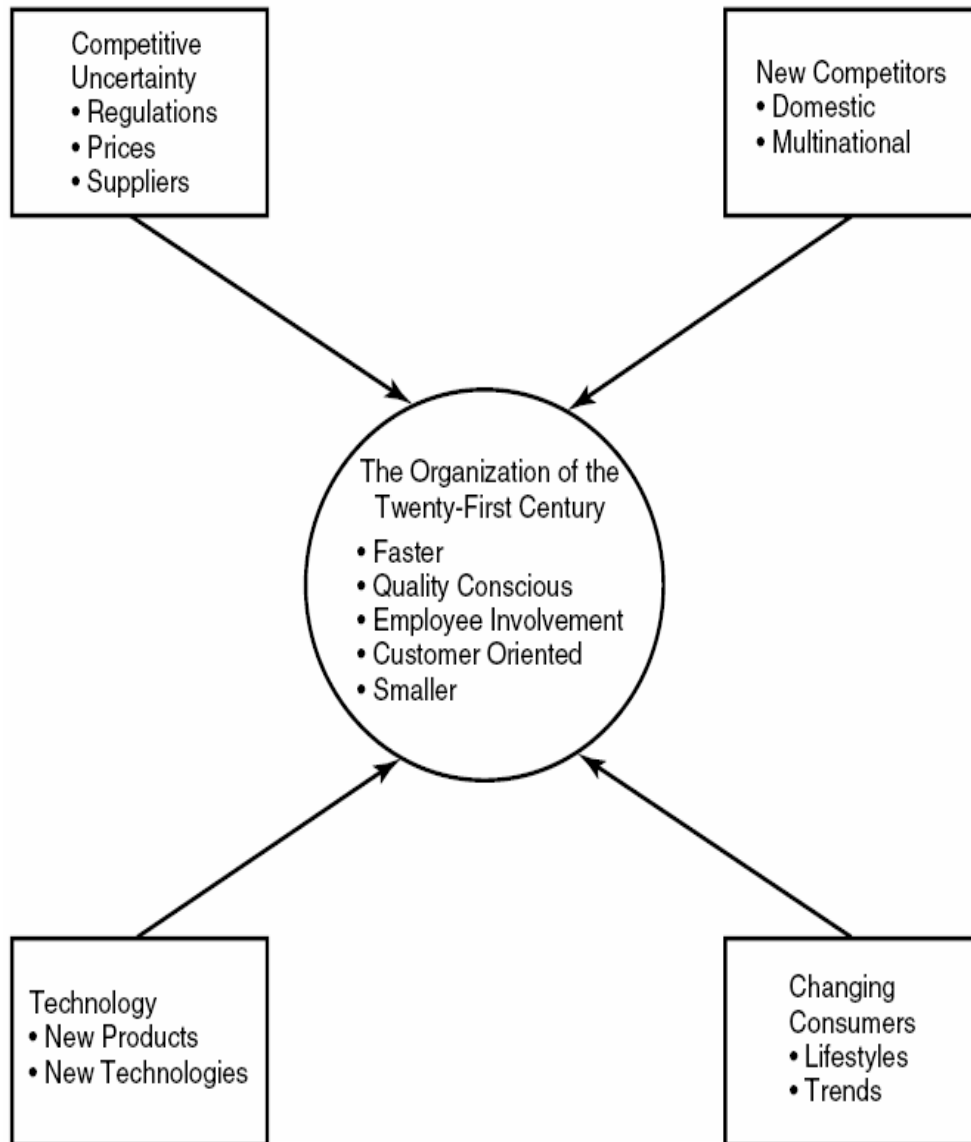 Competitive
Uncertainty
• Regulations
• Prices
• Suppliers
New Competitors
• Domestic
• Multinational
The Organization of the
Twenty-First Century
• Faster
• Quality Conscious
• Employee Involvement
• Customer Oriented
• Smaller
Technology
• New Products
• New Technologies
Changing
Consumers
• Lifestyles
• Trends